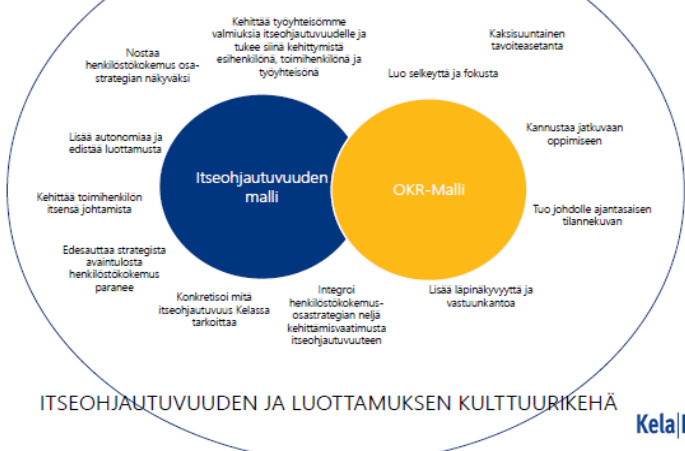 Kehittää työyhteisömme
valmiuksia itseohjautuvuudelle ja
tukee siinä kehittymistä
esihenkilönä, toimihenkilönä ja
työyhteisönä
Nostaa
henkilöstökokemus osa-
strategian näkyväksi
Kaksisuuntainen
tavoiteasetanta
Luo selkeyttä ja fokusta
Lisää autonomiaa ja
edistää luottamusta
Kannustaa jatkuvaan
oppimiseen
Itseohjautuvuuden
malli
OKR-Malli
Kehittää toimihenkilön
itsensä johtamista
Tuo johdolle ajantasaisen
tilannekuvan
Edesauttaa strategista
avaintulosta
henkilöstökokemus
paranee
Konkretisoi mitä
itseohjautuvuus Kelassa
tarkoittaa
Integroi
henkilöstökokemus-
osastrategian neljä
kehittämisvaatimusta
itseohjautuvuuteen
Lisää läpinäkyvyyttä ja
vastuunkantoa
ITSEOHJAUTUVUUDEN JA LUOTTAMUKSEN KULTTUURIKEHÄ
Kela